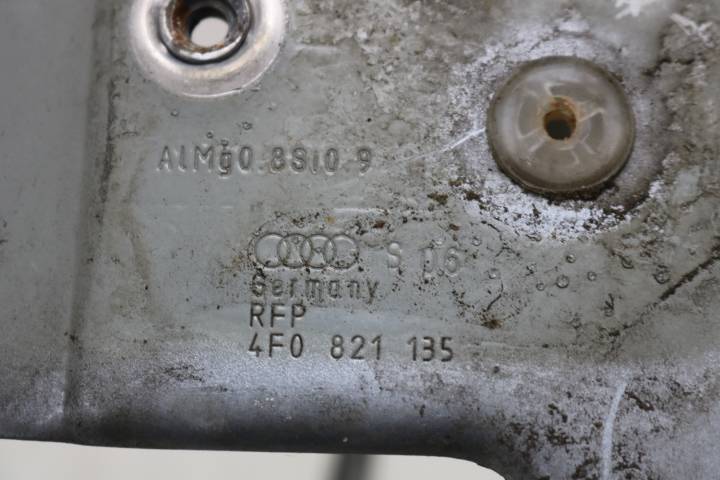 AlMg0.8Si0.9
S 06
Germany
RFP
4F0 821 135